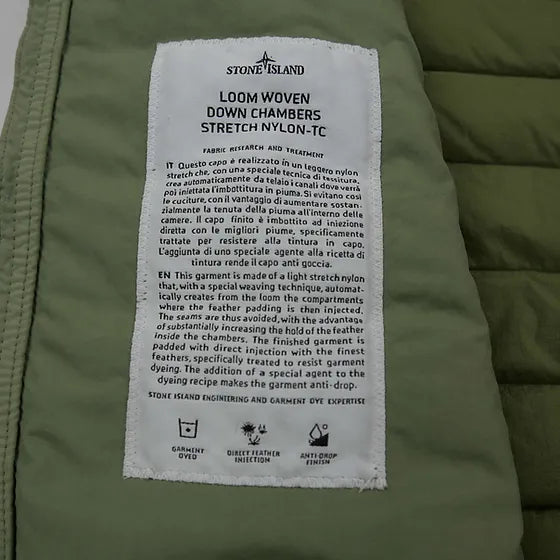 STONE ISLAND
LOOM WOVEN
DOWN CHAMBERS
STRETCH NYLON-TC
FABRIC RESEARCH AND TREATMENT
IT Questo capo è realizzato in un leggero nylon
stretch che, con una speciale tecnica di tessitura,
crea automaticamente da telaio i canali dove verrà
poi iniettata l'imbottitura in piuma. Si evitano così
le cuciture, con il vantaggio di aumentare sostan-
zialmente la tenuta della piuma all'interno delle
camere. Il capo finito è imbottito ad iniezione
diretta con le migliori piume, specificamente
trattate per resistere alla tintura in capo.
L'aggiunta di uno speciale agente alla ricetta di
tintura rende il capo anti goccia.
EN This garment is made of a light stretch nylon
that, with a special weaving technique, automat-
ically creates from the loom the compartments
where the feather padding is then injected.
The seams are thus avoided, with the advantage
of substantially increasing the hold of the feather
inside the chambers. The finished garment is
padded with direct injection with the finest
feathers, specifically treated to resist garment
dyeing. The addition of a special agent to the
dyeing recipe makes the garment anti-drop.
STONE ISLAND ENGINEERING AND GARMENT DYE EXPERTISE
GARMENT DIRECT FEATHER ANTI-DROP
DYED INJECTION FINISH